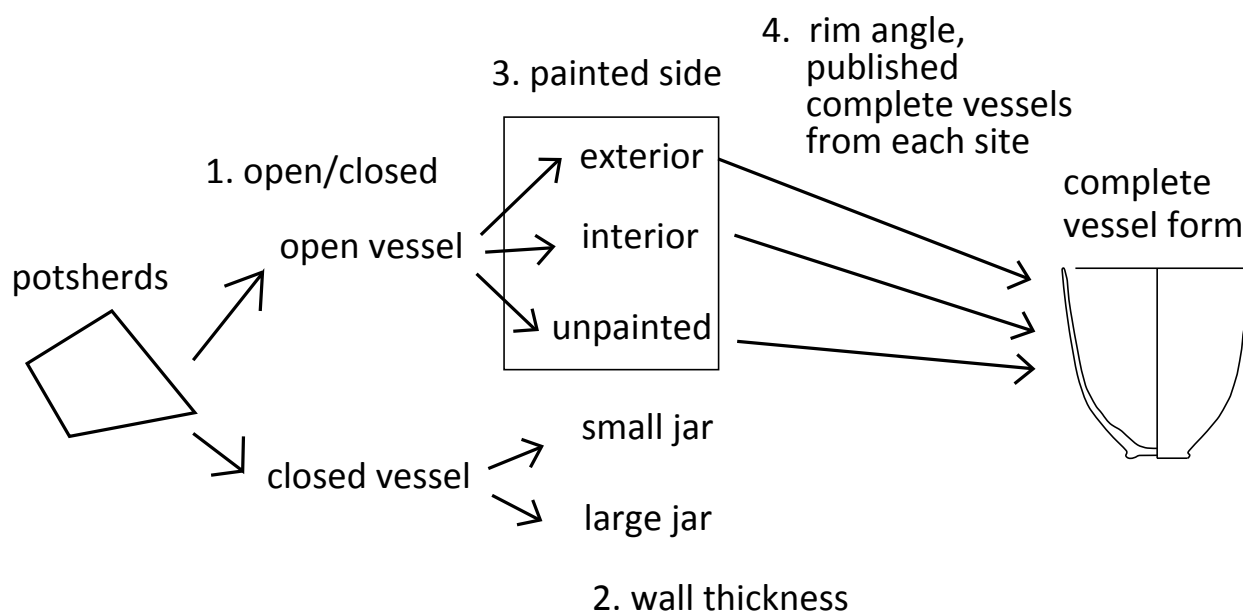 4. rim angle,
published
complete vessels
from each site
3. painted side
1. open/closed
exterior
complete
vessel form
open vessel
interior
potsherds
unpainted
small jar
closed vessel
large jar
2. wall thickness